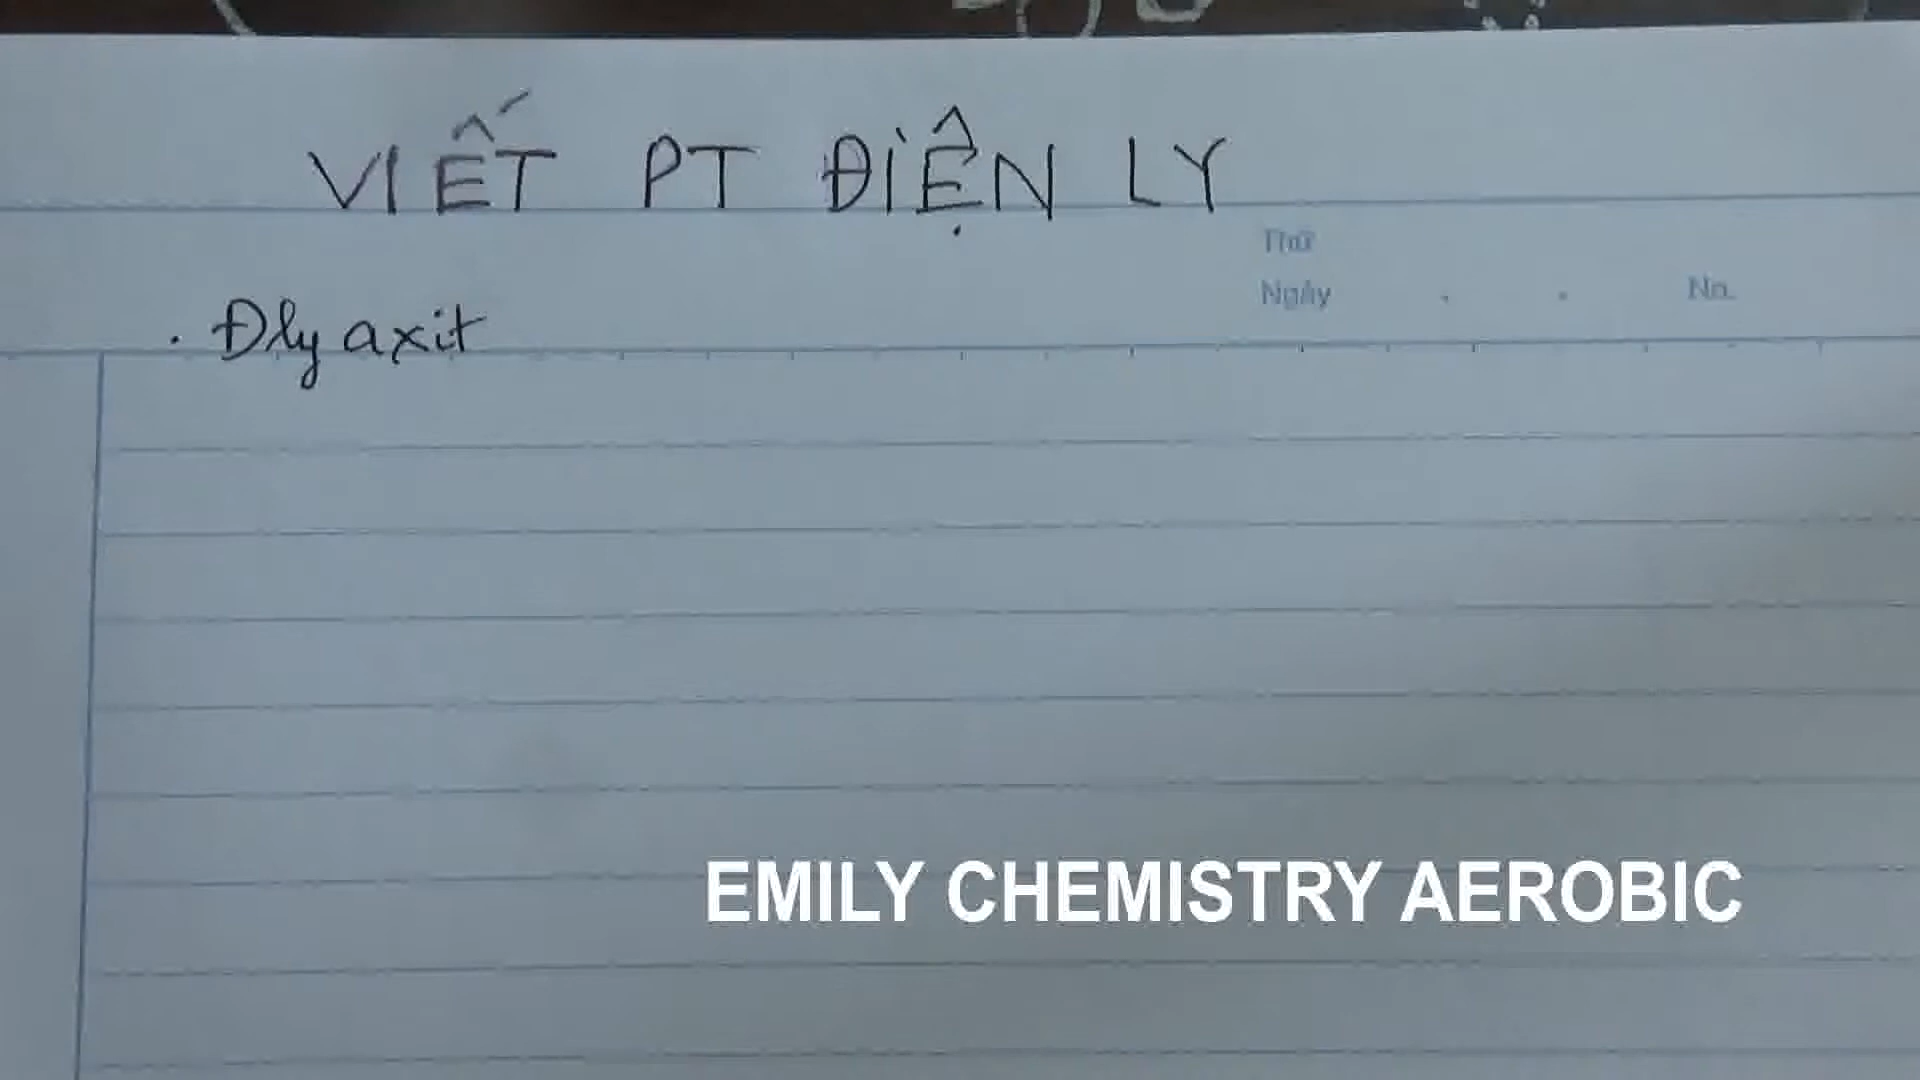 VIẾT PT ĐIỆN LY
Thứ
Ngày No.
. Đly axit
EMILY CHEMISTRY AEROBIC